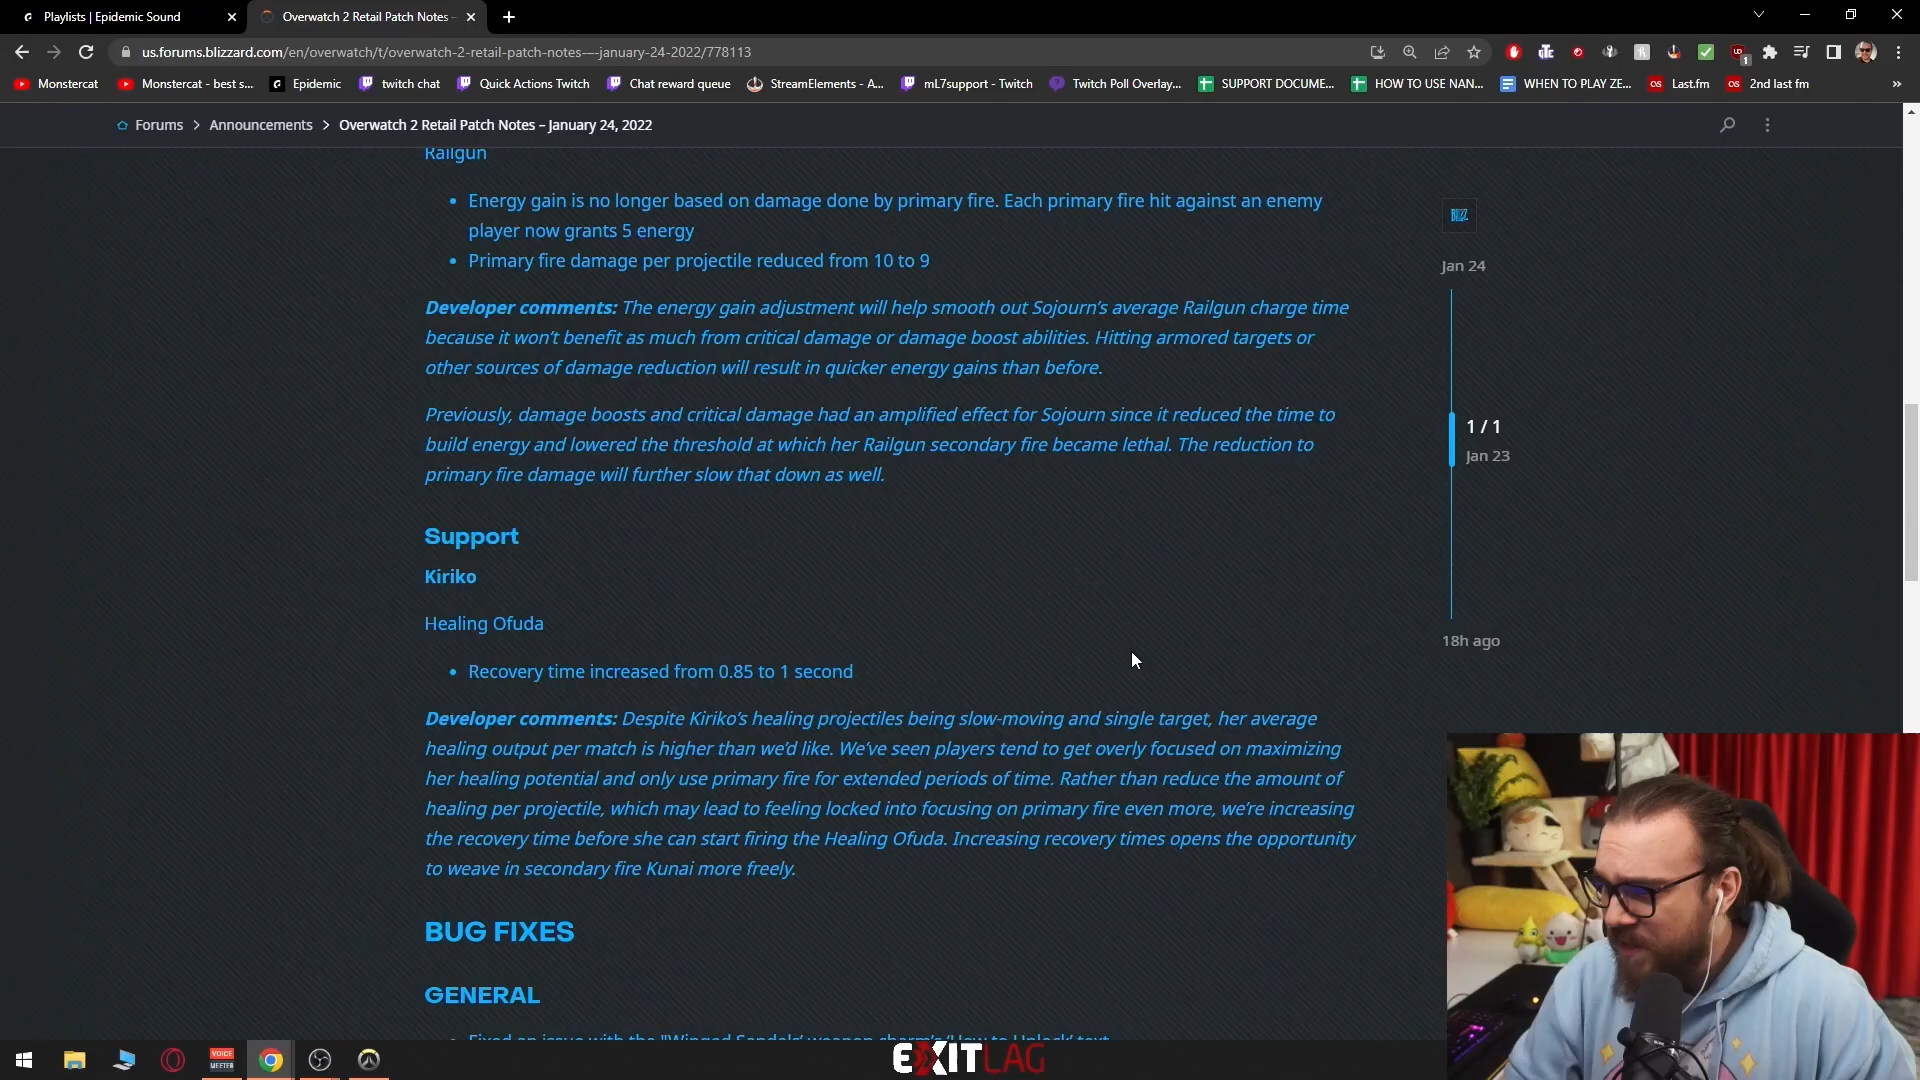 Playlists | Epidemic Sound
Overwatch 2 Retail Patch Notes –
us.forums.blizzard.com/en/overwatch/t/overwatch-2-retail-patch-notes-–-january-24-2022/778113
Monstercat
Monstercat - best s...
Epidemic
twitch chat
Quick Actions Twitch
Chat reward queue
StreamElements - A...
mL7support - Twitch
Twitch Poll Overlay...
SUPPORT DOCUME...
HOW TO USE NAN...
WHEN TO PLAY ZE...
Last.fm
2nd last fm
Forums > Announcements > Overwatch 2 Retail Patch Notes – January 24, 2022
Railgun
• Energy gain is no longer based on damage done by primary fire. Each primary fire hit against an enemy
player now grants 5 energy
• Primary fire damage per projectile reduced from 10 to 9
Developer comments: The energy gain adjustment will help smooth out Sojourn’s average Railgun charge time
because it won’t benefit as much from critical damage or damage boost abilities. Hitting armored targets or
other sources of damage reduction will result in quicker energy gains than before.
Previously, damage boosts and critical damage had an amplified effect for Sojourn since it reduced the time to
build energy and lowered the threshold at which her Railgun secondary fire became lethal. The reduction to
primary fire damage will further slow that down as well.
Support
Kiriko
Healing Ofuda
• Recovery time increased from 0.85 to 1 second
Developer comments: Despite Kiriko’s healing projectiles being slow-moving and single target, her average
healing output per match is higher than we’d like. We’ve seen players tend to get overly focused on maximizing
her healing potential and only use primary fire for extended periods of time. Rather than reduce the amount of
healing per projectile, which may lead to feeling locked into focusing on primary fire even more, we’re increasing
the recovery time before she can start firing the Healing Ofuda. Increasing recovery times opens the opportunity
to weave in secondary fire Kunai more freely.
BUG FIXES
GENERAL
• Fixed an issue with the "Winged Sandals' weapon charm's 'How to Unlock' text
BLIZZ
Jan 24
1 / 1
Jan 23
18h ago
VOICE
MEETER
EXITLAG